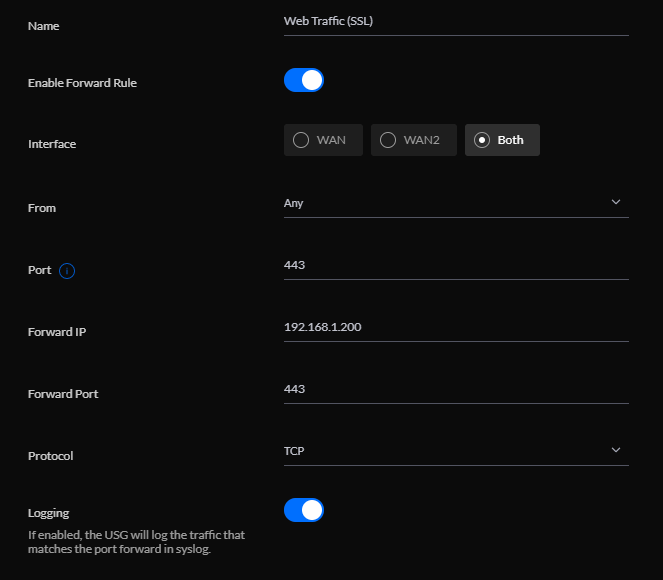 Name
Web Traffic (SSL)
Enable Forward Rule
Interface
WAN
WAN2
Both
From
Any
Port
i
443
Forward IP
192.168.1.200
Forward Port
443
Protocol
TCP
Logging
If enabled, the USG will log the traffic that
matches the port forward in syslog.